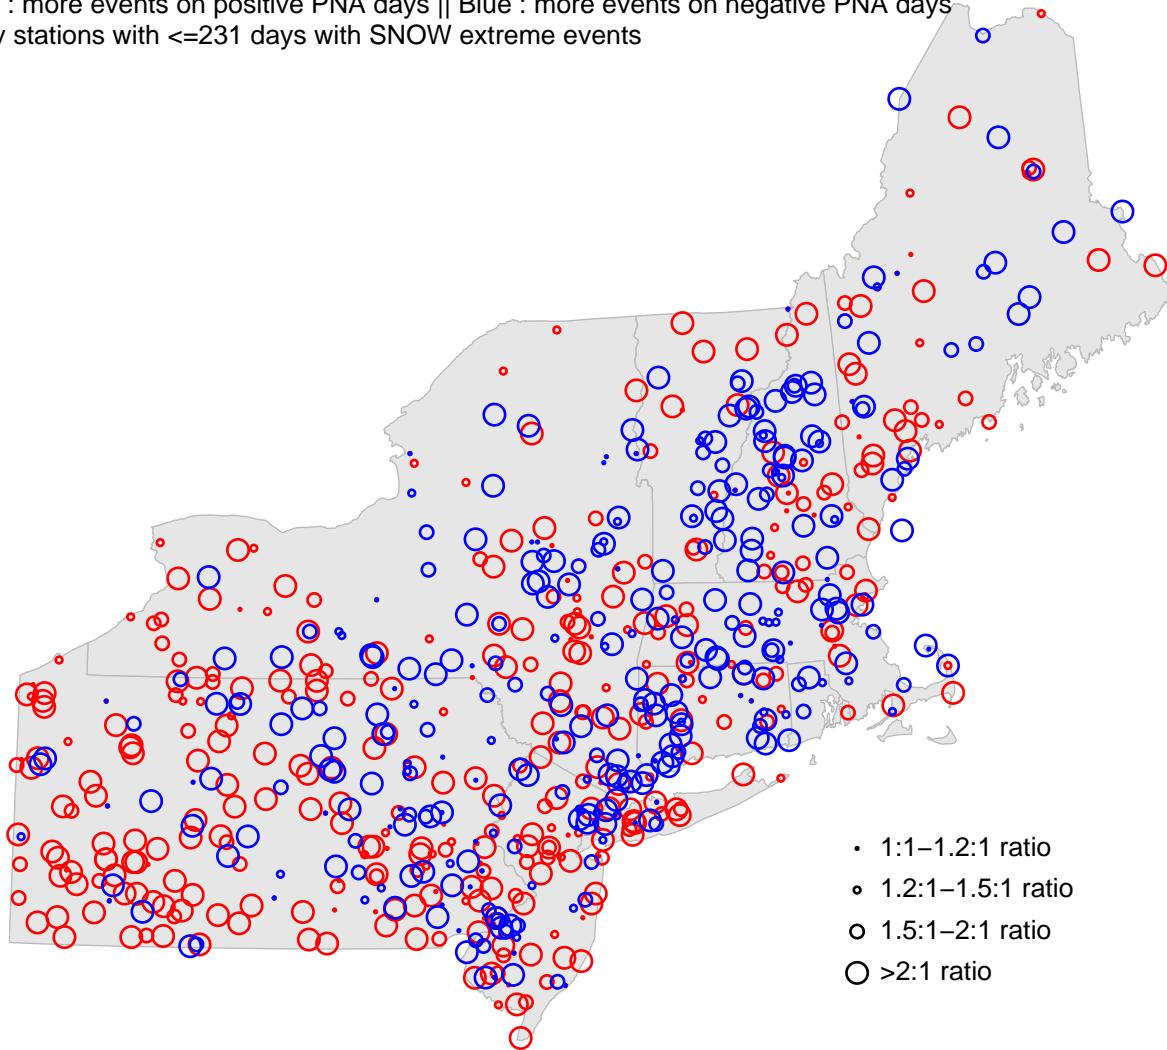 : more events on positive PNA days || Blue : more events on negative PNA days
stations with <=231 days with SNOW extreme events
1:1–1.2:1 ratio
1.2:1–1.5:1 ratio
1.5:1–2:1 ratio
>2:1 ratio